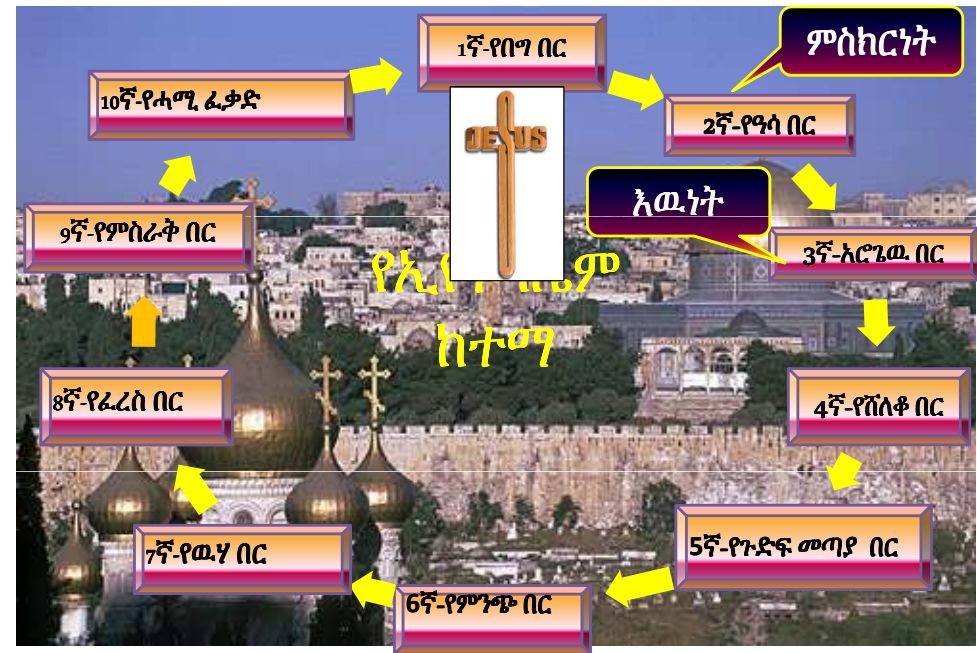 1ኛ-የበግ በር
ምስክርነት
10ኛ-የሓሚ ፈቃድ
2ኛ-የዓሳ በር
JESUS
እዉነት
9ኛ-የምስራቅ በር
3ኛ-አሮጌዉ በር
ከተማ
8ኛ-የፈረስ በር
4ኛ-የሸለቆ በር
7ኛ-የዉሃ በር
5ኛ-የጉድፍ መጣያ በር
6ኛ-የምንጭ በር